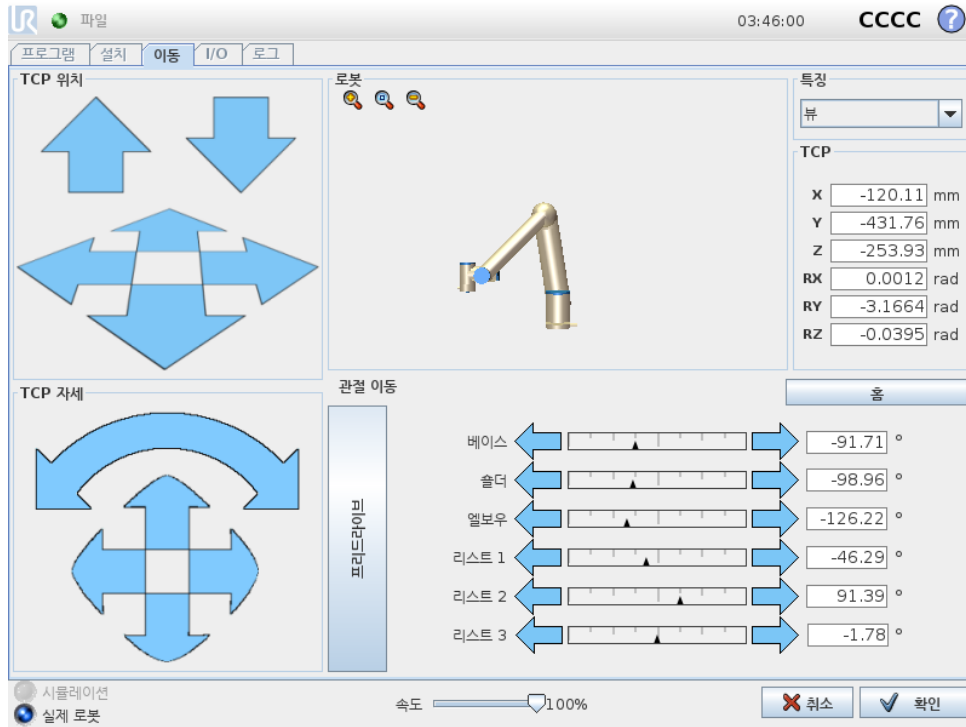 UR 파일 03:46:00 CCCC ?
프로그램 설치 이동 I/O 로그
TCP 위치
로봇
특징
뷰
TCP
X -120.11 mm
Y -431.76 mm
Z -253.93 mm
RX 0.0012 rad
RY -3.1664 rad
RZ -0.0395 rad
TCP 자세
관절 이동
홈
프리드라이브
베이스 -91.71 °
숄더 -98.96 °
엘보우 -126.22 °
리스트 1 -46.29 °
리스트 2 91.39 °
리스트 3 -1.78 °
시뮬레이션
실제 로봇
속도 100%
취소 확인